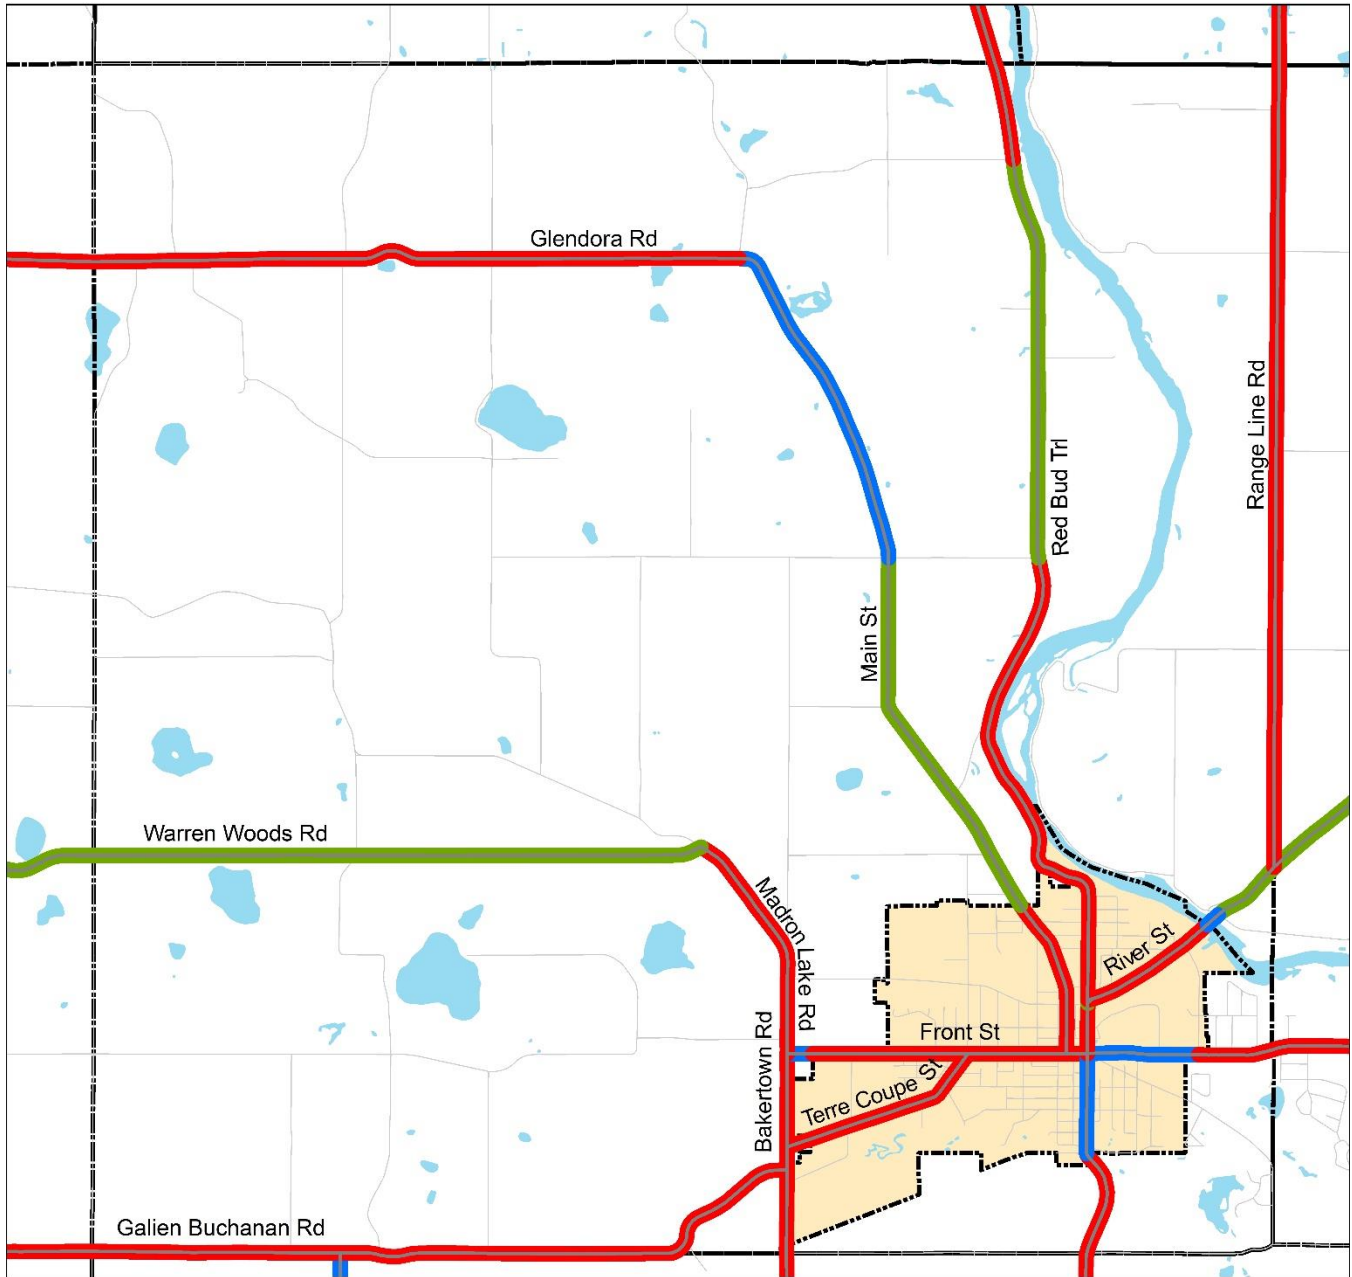 Glendora Rd
Range Line Rd
Red Bud Trl
Main St
Warren Woods Rd
Madron Lake Rd
River St
Front St
Bakertown Rd
Terre Coupe St
Galien Buchanan Rd